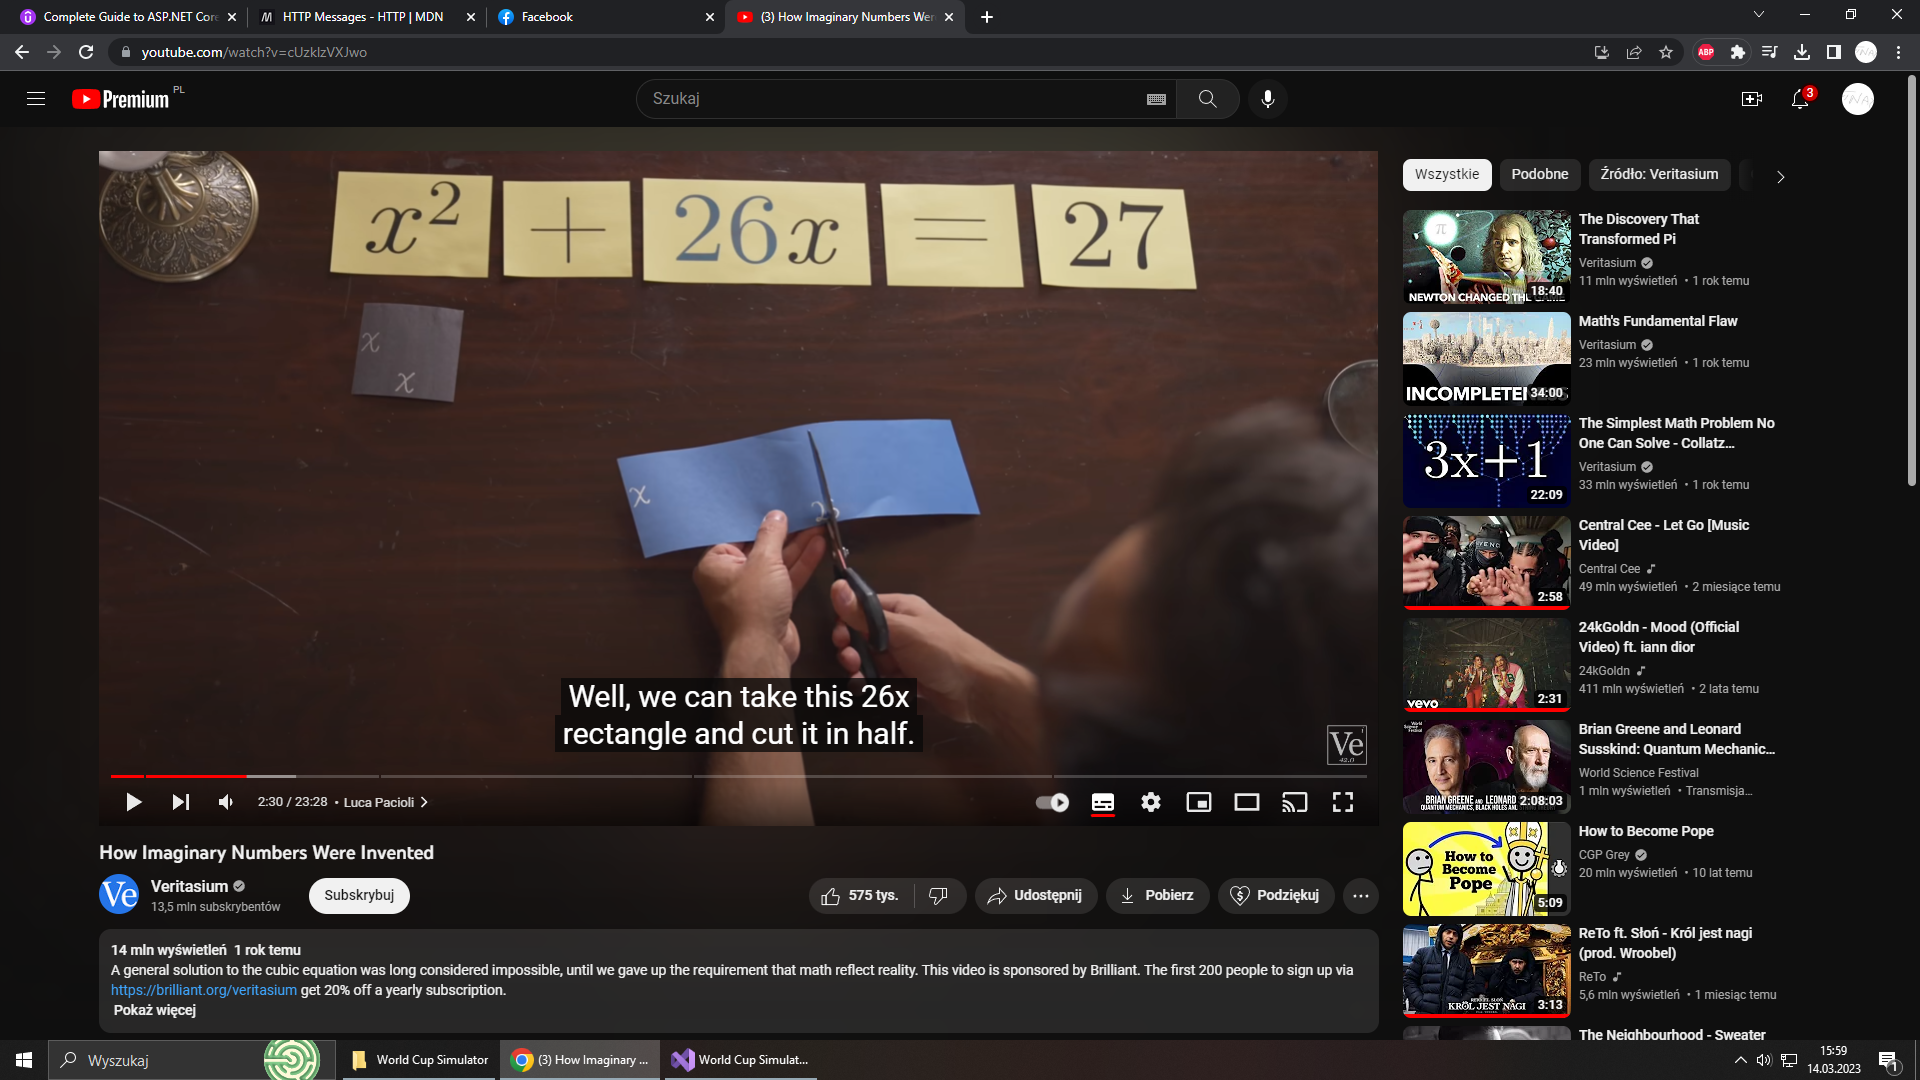 Complete Guide to ASP.NET Core
HTTP Messages - HTTP | MDN
Facebook
(3) How Imaginary Numbers Wer
youtube.com/watch?v=cUzklzVXJwo
ABP
Premium PL
Szukaj
3
x² + 26x = 27
x
x
x
Well, we can take this 26x
rectangle and cut it in half.
Ve
42.0
2:30 / 23:28 • Luca Pacioli
How Imaginary Numbers Were Invented
Ve
Veritasium
13,5 mln subskrybentów
Subskrybuj
575 tys.
Udostępnij
Pobierz
Podziękuj
14 mln wyświetleń 1 rok temu
A general solution to the cubic equation was long considered impossible, until we gave up the requirement that math reflect reality. This video is sponsored by Brilliant. The first 200 people to sign up via
https://brilliant.org/veritasium get 20% off a yearly subscription.
Pokaż więcej
Wszystkie
Podobne
Źródło: Veritasium
π
NEWTON CHANGED THE
18:40
The Discovery That
Transformed Pi
Veritasium
11 mln wyświetleń • 1 rok temu
34:00
Math's Fundamental Flaw
Veritasium
23 mln wyświetleń • 1 rok temu
3x+1
22:09
The Simplest Math Problem No
One Can Solve - Collatz...
Veritasium
33 mln wyświetleń • 1 rok temu
2:58
Central Cee - Let Go [Music
Video]
Central Cee
49 mln wyświetleń • 2 miesiące temu
vevo
2:31
24kGoldn - Mood (Official
Video) ft. iann dior
24kGoldn
411 mln wyświetleń • 2 lata temu
BRIAN GREENE AND LEONARD
2:08:03
Brian Greene and Leonard
Susskind: Quantum Mechanic...
World Science Festival
1 mln wyświetleń • Transmisja...
How to
Become
Pope
5:09
How to Become Pope
CGP Grey
20 mln wyświetleń • 10 lat temu
KRÓL JEST NAGI
3:13
ReTo ft. Słoń - Król jest nagi
(prod. Wroobel)
ReTo
5,6 mln wyświetleń • 1 miesiąc temu
The Neighbourhood - Sweater
Wyszukaj
World Cup Simulator
(3) How Imaginary ...
World Cup Simulat...
15:59
14.03.2023
1